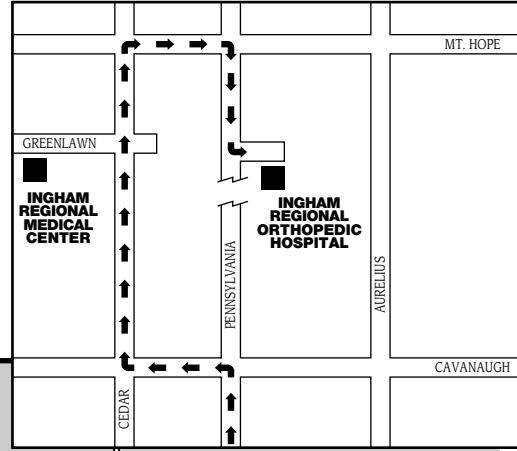 MT. HOPE
GREENLAWN
INGHAM
REGIONAL
MEDICAL
CENTER
INGHAM
REGIONAL
ORTHOPEDIC
HOSPITAL
PENNSYLVANIA
AURELIUS
CAVANAUGH
CEDAR